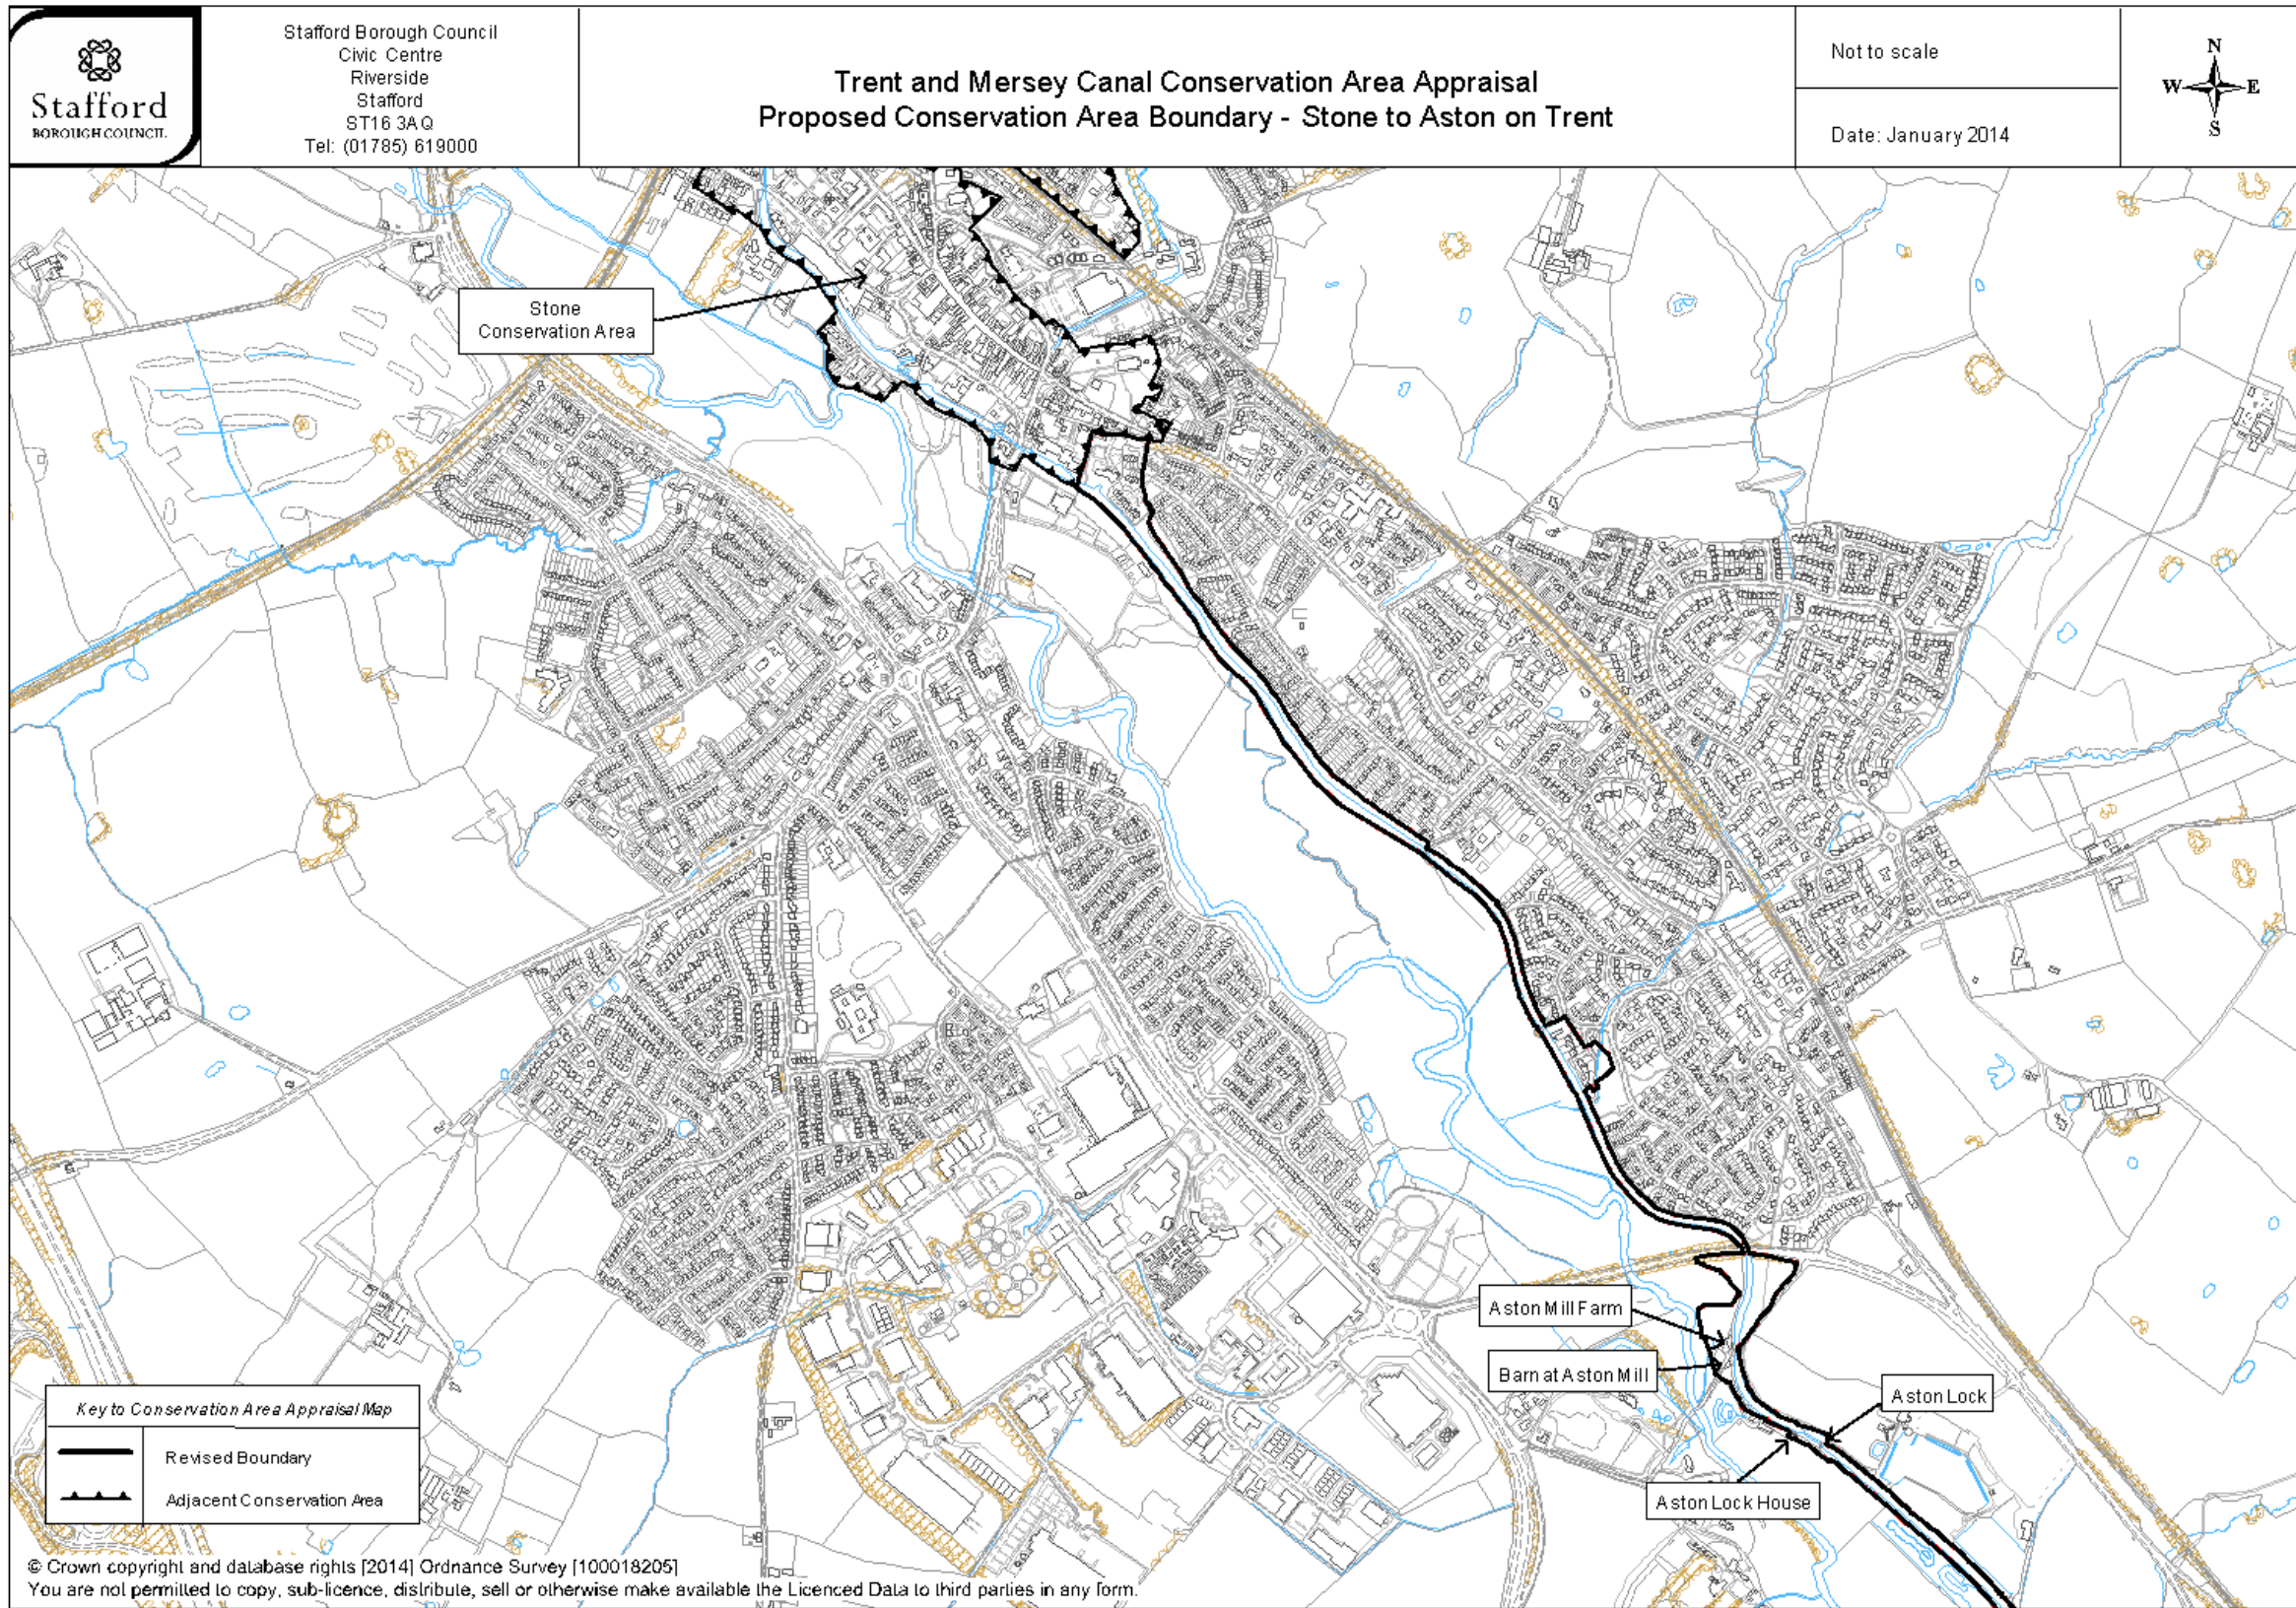 Stafford
BOROUGH COUNCIL
Stafford Borough Council
Civic Centre
Riverside
Stafford
ST16 3AQ
Tel: (01785) 619000
Trent and Mersey Canal Conservation Area Appraisal
Proposed Conservation Area Boundary - Stone to Aston on Trent
Not to scale
Date: January 2014
N
W E
S
Stone
Conservation Area
Aston Mill Farm
Barn at Aston Mill
Aston Lock
Aston Lock House
Key to Conservation Area Appraisal Map
Revised Boundary
Adjacent Conservation Area
© Crown copyright and database rights [2014] Ordnance Survey [100018205]
You are not permitted to copy, sub-licence, distribute, sell or otherwise make available the Licenced Data to third parties in any form.